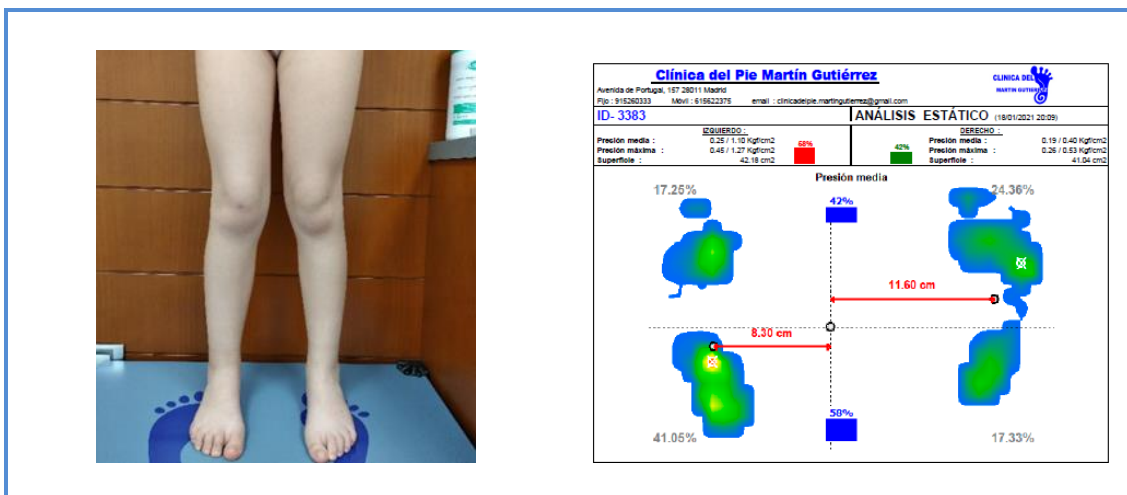 Clínica del Pie Martín Gutiérrez
CLINICA DEL
MARTIN GUTIERREZ
Avenida de Portugal, 157 28011 Madrid
Fijo : 915260333 Móvil : 615622375 email : clinicadelpie.martingutierrez@gmail.com
ID- 3383
ANÁLISIS ESTÁTICO (18/01/2021 20:09)
IZQUIERDO :
Presión media : 0.25 / 1.10 Kgf/cm2
Presión máxima : 0.45 / 1.27 Kgf/cm2
Superficie : 42.18 cm2
58%
42%
DERECHO :
Presión media : 0.19 / 0.40 Kgf/cm2
Presión máxima : 0.26 / 0.53 Kgf/cm2
Superficie : 41.04 cm2
Presión media
17.25%
42%
24.36%
11.60 cm
8.30 cm
41.05%
58%
17.33%